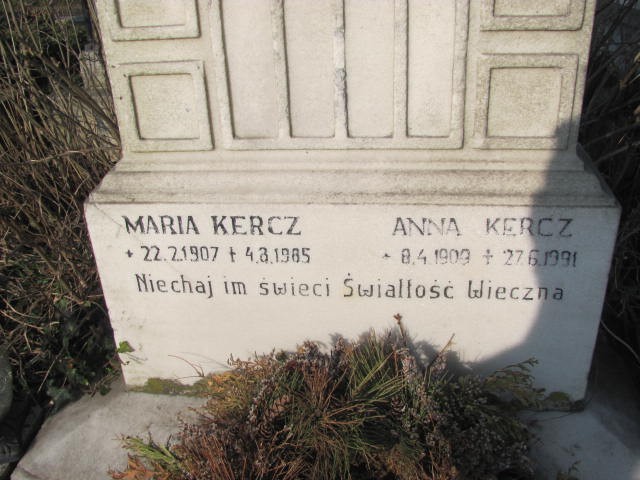 MARIA KERCZ ANNA KERCZ
* 22.2.1907 † 4.8.1985 * 8.4.1909 † 27.6.1991
Niechaj im świeci Światłość Wieczna